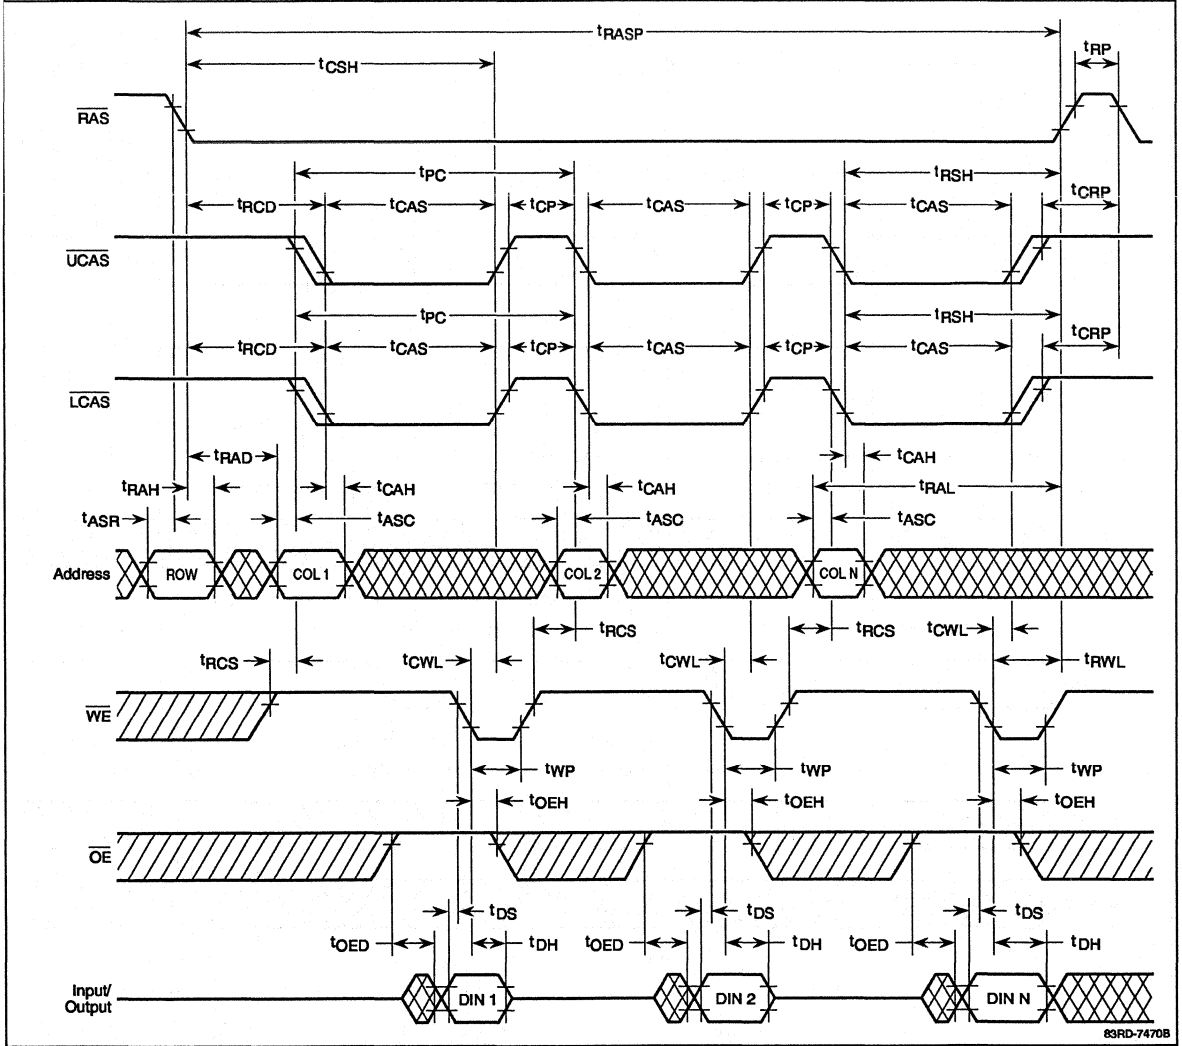 tRASP
tRP
tCSH
RAS
tPC
tRSH
tRCD
tCAS
tCP
tCAS
tCP
tCAS
tCRP
UCAS
tPC
tRSH
tRCD
tCAS
tCP
tCAS
tCP
tCAS
tCRP
LCAS
tRAD
tCAH
tRAH
tCAH
tCAH
tRAL
tASR
tASC
tASC
tASC
Address
ROW
COL 1
COL 2
COL N
tRCS
tRCS
tCWL
tRCS
tCWL
tCWL
tRWL
WE
tWP
tWP
tWP
tOEH
tOEH
tOEH
OE
tDS
tDS
tDS
tOED
tDH
tOED
tDH
tOED
tDH
Input/
Output
DIN 1
DIN 2
DIN N
83RD-7470B